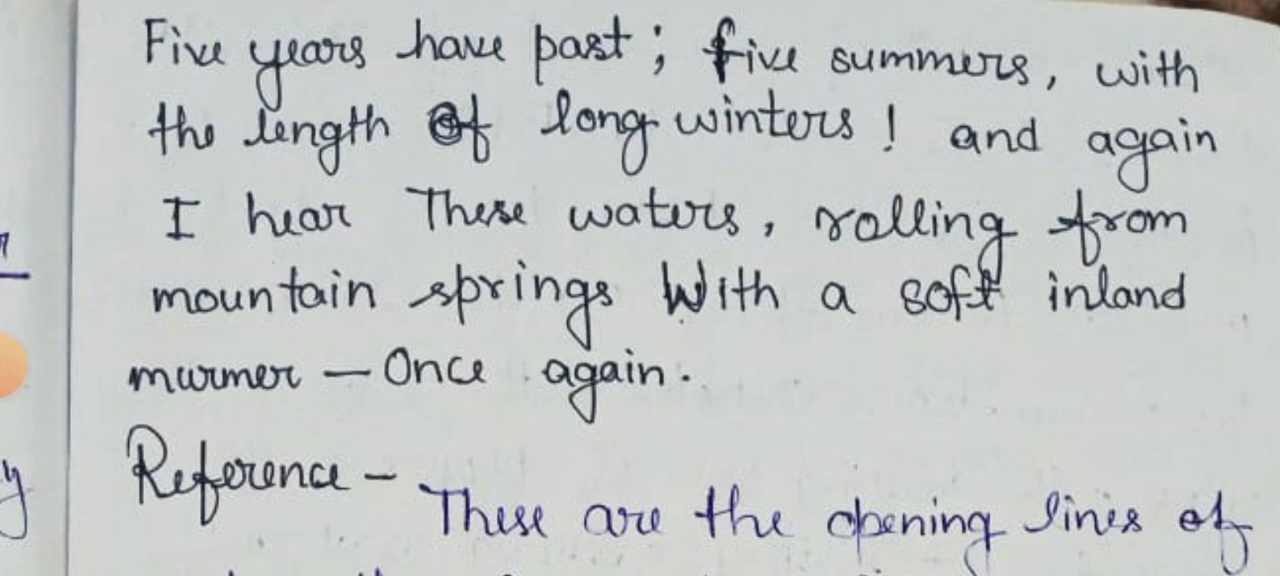 Five years have past; five summers, with
the length of long winters! and again
I hear These waters, rolling from
mountain springs With a soft inland
murmer — Once again.
Reference –
These are the opening lines of